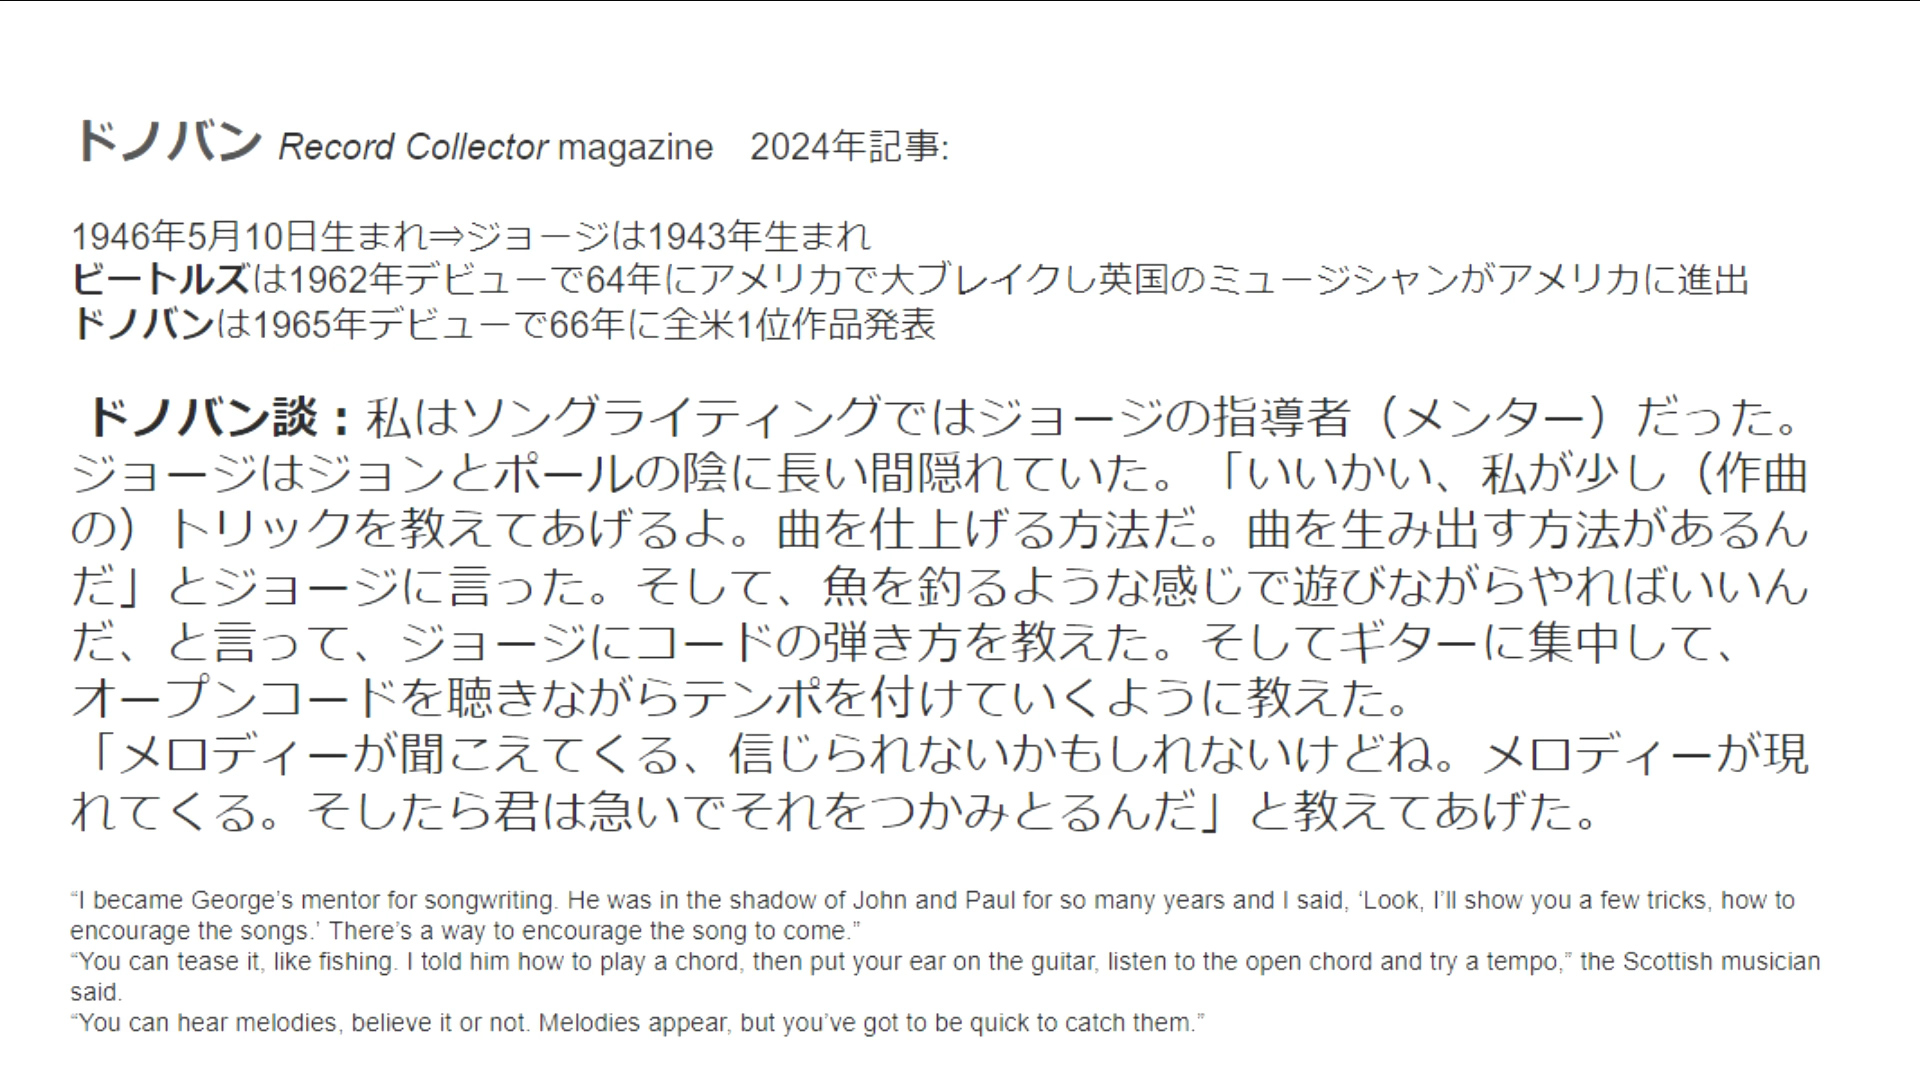 ドノバン Record Collector magazine　2024年記事:
1946年5月10日生まれ⇒ジョージは1943年生まれ
ビートルズは1962年デビューで64年にアメリカで大ブレイクし英国のミュージシャンがアメリカに進出
ドノバンは1965年デビューで66年に全米1位作品発表
ドノバン談：私はソングライティングではジョージの指導者（メンター）だった。
ジョージはジョンとポールの陰に長い間隠れていた。「いいかい、私が少し（作曲
の）トリックを教えてあげるよ。曲を仕上げる方法だ。曲を生み出す方法があるん
だ」とジョージに言った。そして、魚を釣るような感じで遊びながらやればいいん
だ、と言って、ジョージにコードの弾き方を教えた。そしてギターに集中して、
オープンコードを聴きながらテンポを付けていくように教えた。
「メロディーが聞こえてくる、信じられないかもしれないけどね。メロディーが現
れてくる。そしたら君は急いでそれをつかみとるんだ」と教えてあげた。
“I became George’s mentor for songwriting. He was in the shadow of John and Paul for so many years and I said, ‘Look, I’ll show you a few tricks, how to
encourage the songs.’ There’s a way to encourage the song to come.”
“You can tease it, like fishing. I told him how to play a chord, then put your ear on the guitar, listen to the open chord and try a tempo,” the Scottish musician
said.
“You can hear melodies, believe it or not. Melodies appear, but you’ve got to be quick to catch them.”